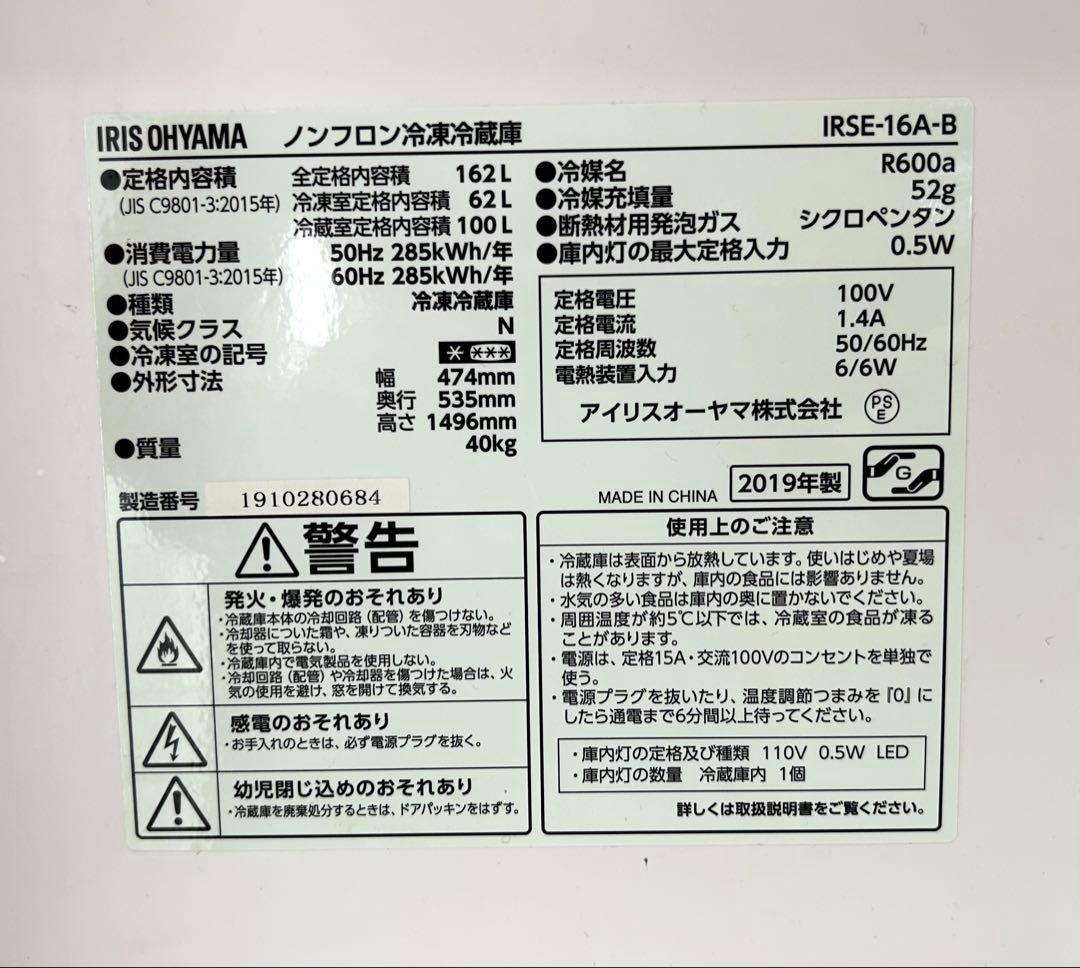 IRIS OHYAMA ノンフロン冷凍冷蔵庫 IRSE-16A-B
●定格内容積 全定格内容積 162L
(JIS C9801-3:2015年) 冷凍室定格内容積 62L
冷蔵室定格内容積 100L
●消費電力量 50Hz 285kWh/年
(JIS C9801-3:2015年) 60Hz 285kWh/年
●種類 冷凍冷蔵庫
●気候クラス N
●冷凍室の記号 * ***
●外形寸法 幅 474mm
奥行 535mm
高さ 1496mm
●質量 40kg
製造番号 1910280684
●冷媒名 R600a
●冷媒充填量 52g
●断熱材用発泡ガス シクロペンタン
●庫内灯の最大定格入力 0.5W
定格電圧 100V
定格電流 1.4A
定格周波数 50/60Hz
電熱装置入力 6/6W
アイリスオーヤマ株式会社 PSE
MADE IN CHINA 2019年製 G
警告
発火・爆発のおそれあり
・冷蔵庫本体の冷却回路(配管)を傷つけない。
・冷却器についた霜や、凍りついた容器を刃物など
を使って取らない。
・冷蔵庫内で電気製品を使用しない。
・冷却回路(配管)や冷却器を傷つけた場合は、火
気の使用を避け、窓を開けて換気する。
感電のおそれあり
・お手入れのときは、必ず電源プラグを抜く。
幼児閉じ込めのおそれあり
・冷蔵庫を廃棄処分するときは、ドアパッキンをはずす。
使用上のご注意
・冷蔵庫は表面から放熱しています。使いはじめや夏場
は熱くなりますが、庫内の食品には影響ありません。
・水気の多い食品は庫内の奥に置かないでください。
・周囲温度が約5℃以下では、冷蔵室の食品が凍る
ことがあります。
・電源は、定格15A・交流100Vのコンセントを単独で
使う。
・電源プラグを抜いたり、温度調節つまみを『0』に
したら通電まで6分間以上待ってください。
・庫内灯の定格及び種類 110V 0.5W LED
・庫内灯の数量 冷蔵庫内 1個
詳しくは取扱説明書をご覧ください。